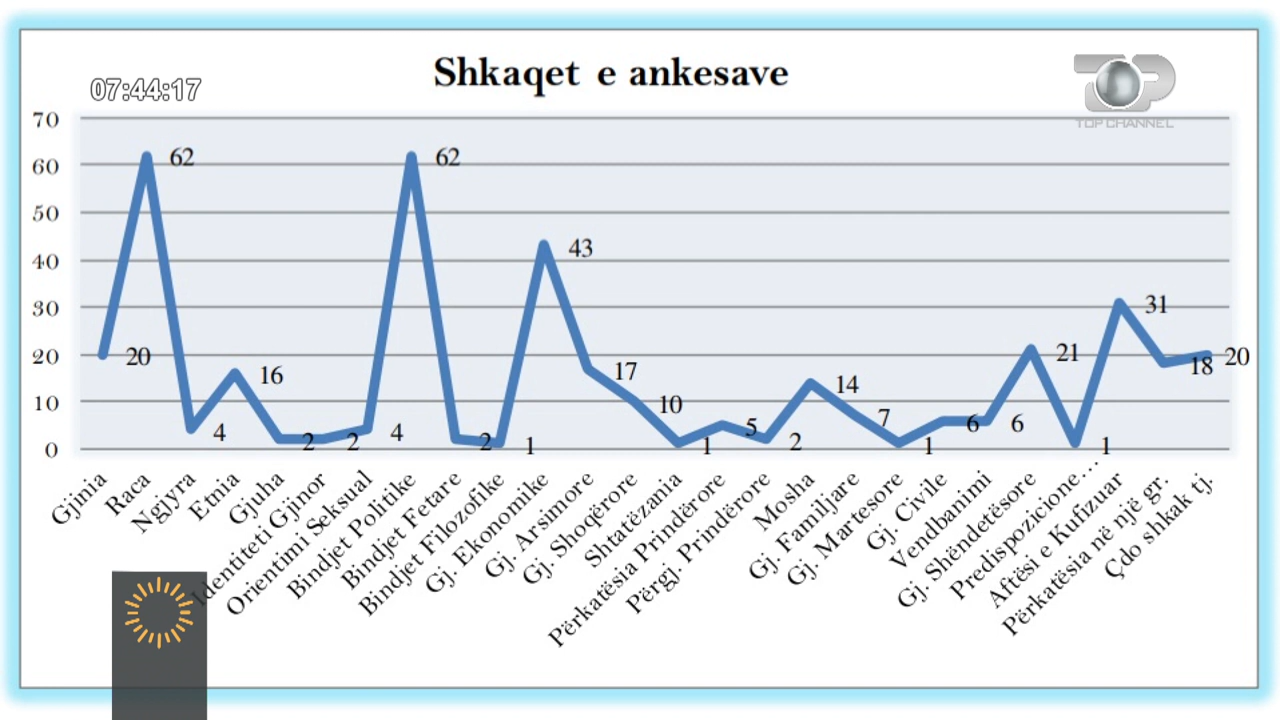 Shkaqet e ankesave
07:44:17
TOP CHANNEL
70
60
50
40
30
20
10
0
20
62
4
16
2
2
4
62
2
1
43
17
10
1
5
2
14
7
1
6
6
21
1
31
18
20
Gjinia
Raca
Ngjyra
Etnia
Gjuha
Identiteti Gjinor
Orientimi Seksual
Bindjet Politike
Bindjet Fetare
Bindjet Filozofike
Gj. Ekonomike
Gj. Arsimore
Gj. Shoqërore
Shtatëzania
Përkatësia Prindërore
Përgj. Prindërore
Mosha
Gj. Familjare
Gj. Martesore
Gj. Civile
Vendbanimi
Gj. Shëndetësore
Predispozicione...
Aftësi e Kufizuar
Përkatësia në një gr.
Çdo shkak tj.